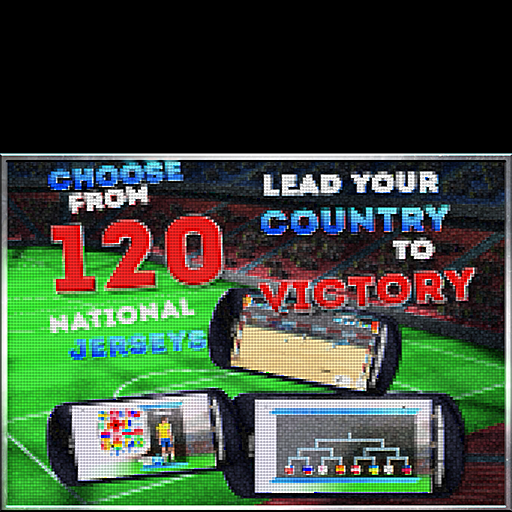 CHOOSE
FROM
120
NATIONAL
JERSEYS
LEAD YOUR
COUNTRY
TO
VICTORY